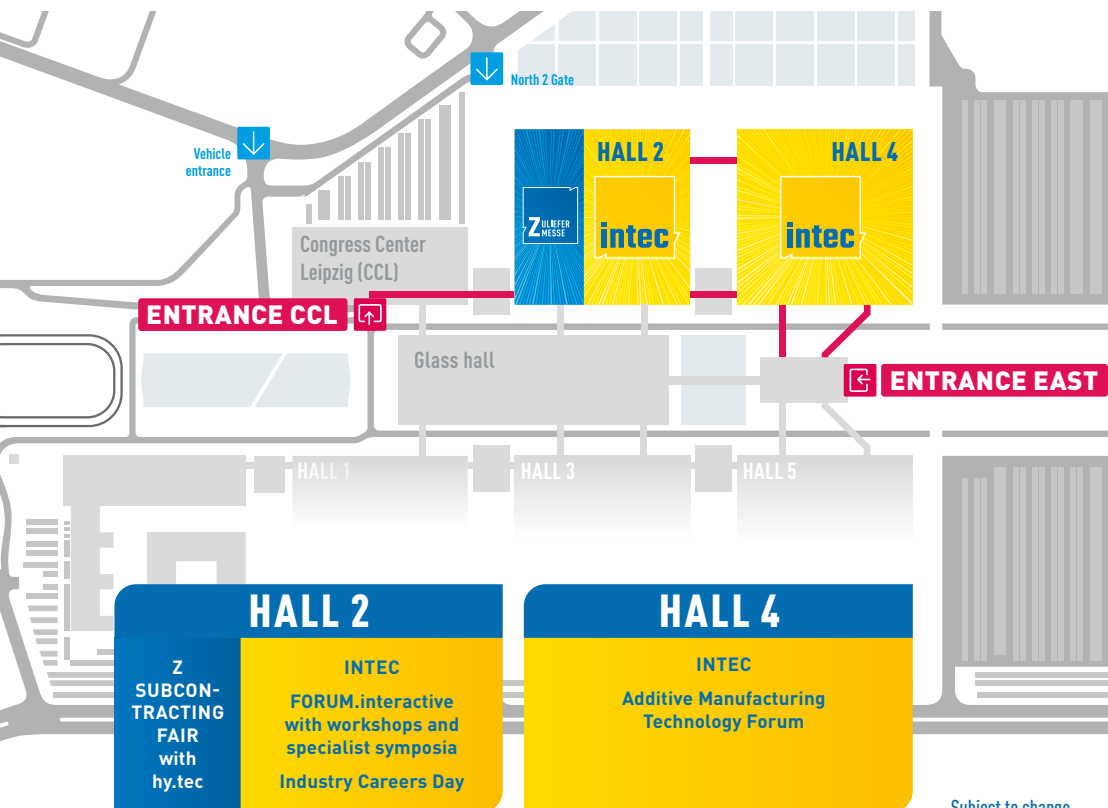 North 2 Gate
Vehicle
entrance
HALL 2
HALL 4
ZULIEFER
MESSE
intec
intec
Congress Center
Leipzig (CCL)
ENTRANCE CCL
Glass hall
ENTRANCE EAST
HALL 1
HALL 3
HALL 5
HALL 2
Z
SUBCON-
TRACTING
FAIR
with
hy.tec
INTEC
FORUM.interactive
with workshops and
specialist symposia
Industry Careers Day
HALL 4
INTEC
Additive Manufacturing
Technology Forum
Subject to change